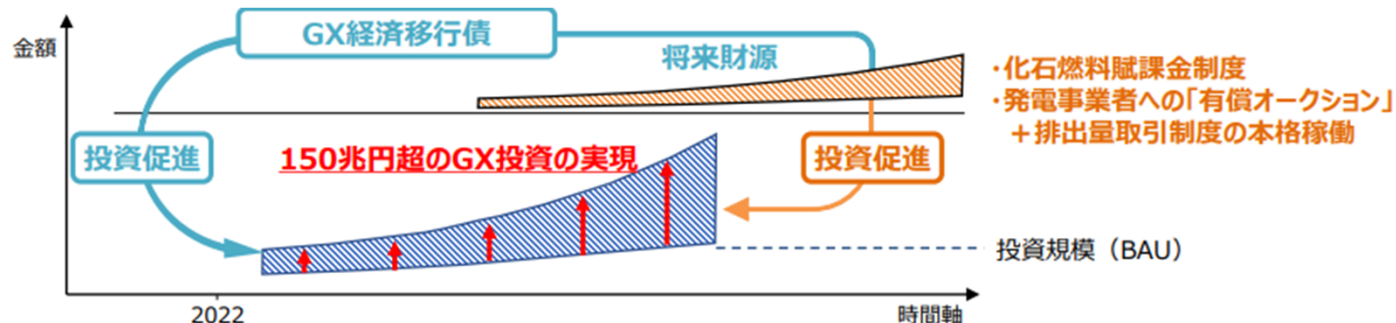 GX経済移行債
金額
将来財源
・化石燃料賦課金制度
・発電事業者への「有償オークション」
＋排出量取引制度の本格稼働
投資促進
150兆円超のGX投資の実現
投資促進
投資規模（BAU）
2022
時間軸